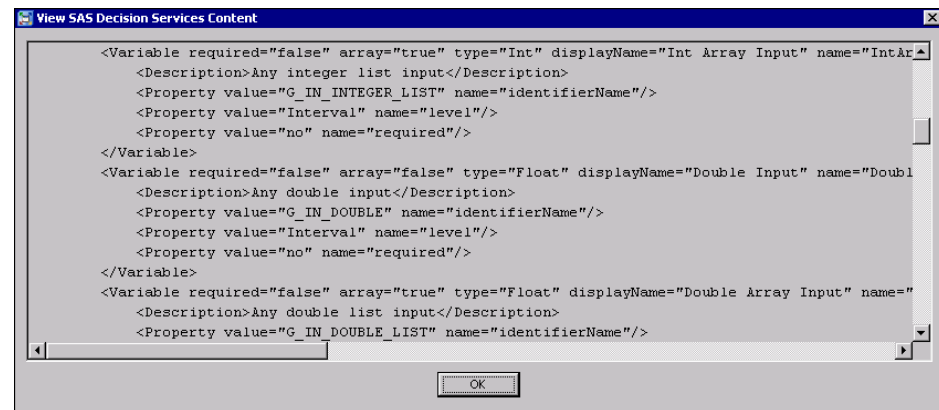 View SAS Decision Services Content
<Variable required="false" array="true" type="Int" displayName="Int Array Input" name="IntAr
<Description>Any integer list input</Description>
<Property value="G_IN_INTEGER_LIST" name="identifierName"/>
<Property value="Interval" name="level"/>
<Property value="no" name="required"/>
</Variable>
<Variable required="false" array="false" type="Float" displayName="Double Input" name="Doubl
<Description>Any double input</Description>
<Property value="G_IN_DOUBLE" name="identifierName"/>
<Property value="Interval" name="level"/>
<Property value="no" name="required"/>
</Variable>
<Variable required="false" array="true" type="Float" displayName="Double Array Input" name="
<Description>Any double list input</Description>
<Property value="G_IN_DOUBLE_LIST" name="identifierName"/>
OK